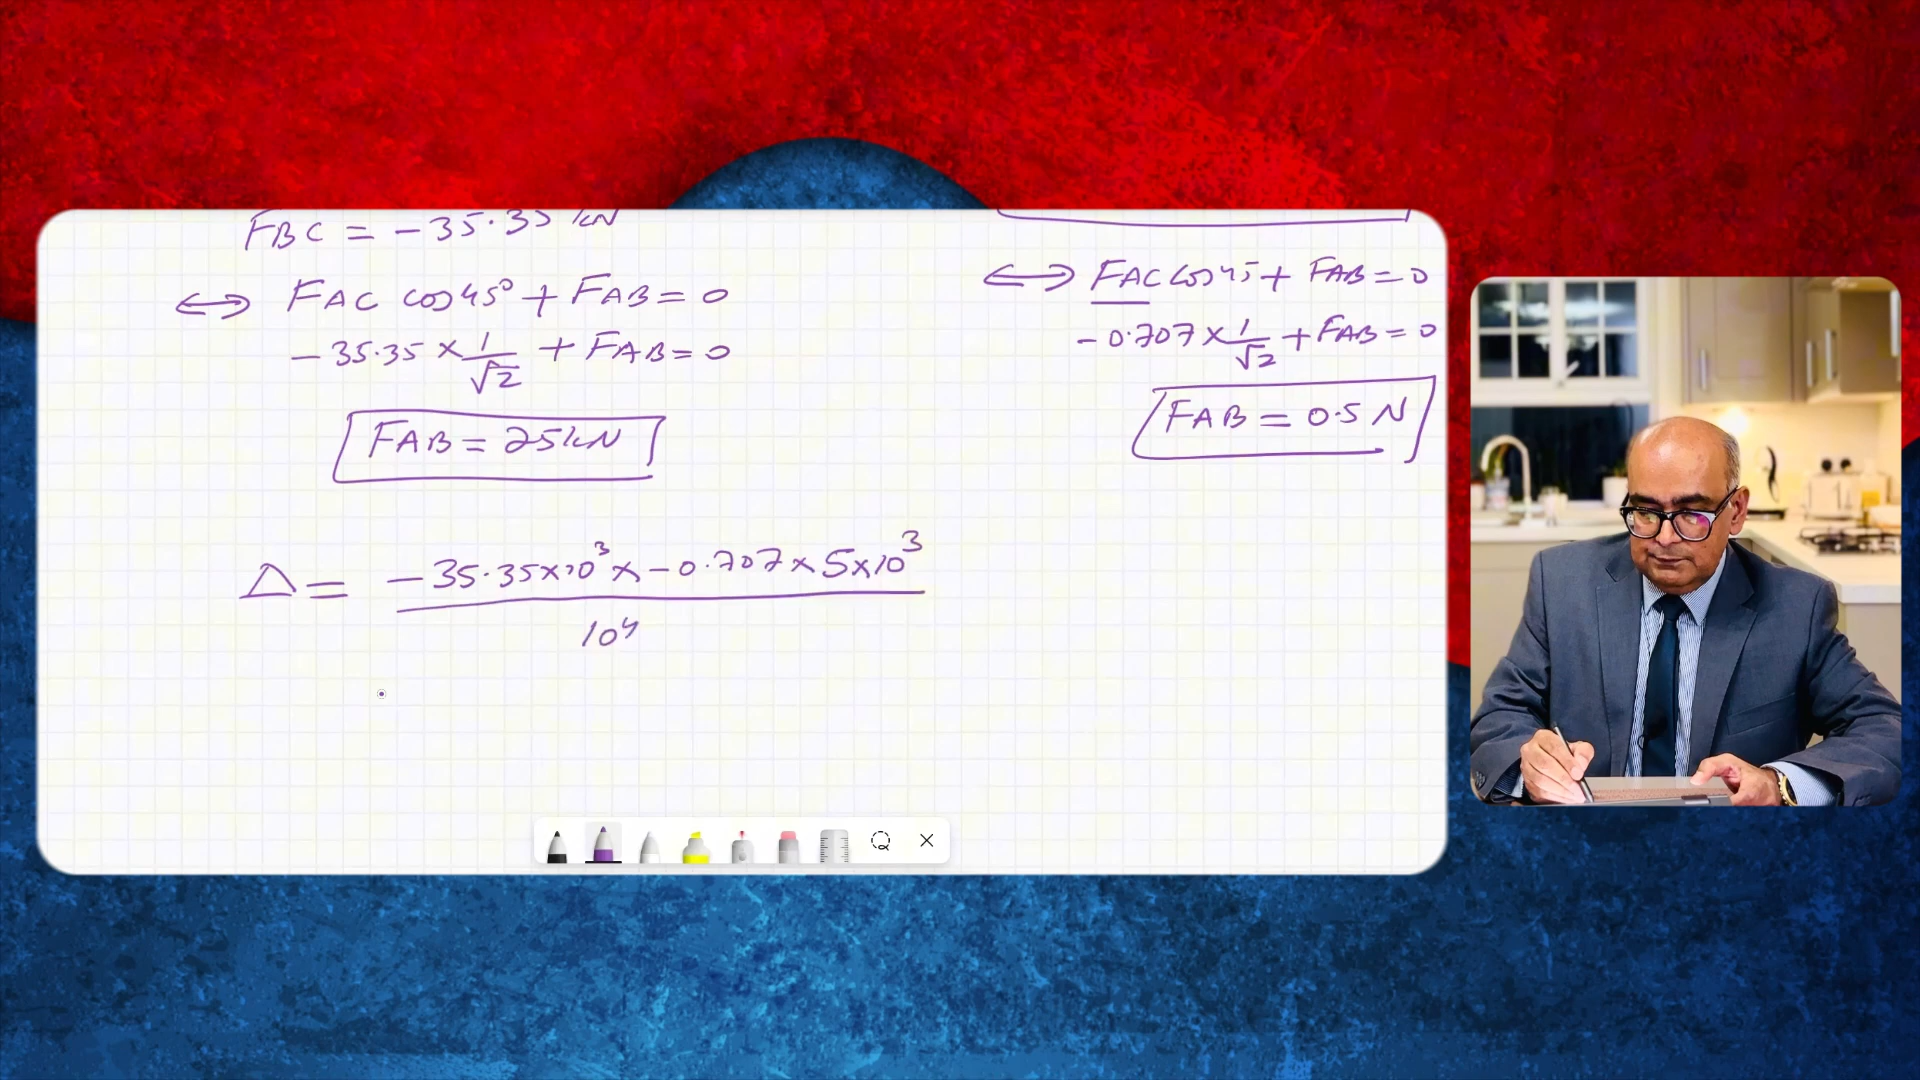 FBC = -35.35 kN
↔ FAC cos45° + FAB = 0
-35.35 × 1/√2 + FAB = 0
FAB = 25kN
↔ FAC cos45 + FAB = 0
-0.707 × 1/√2 + FAB = 0
FAB = 0.5 N
Δ = -35.35×10³ × -0.707 × 5×10³
10⁴